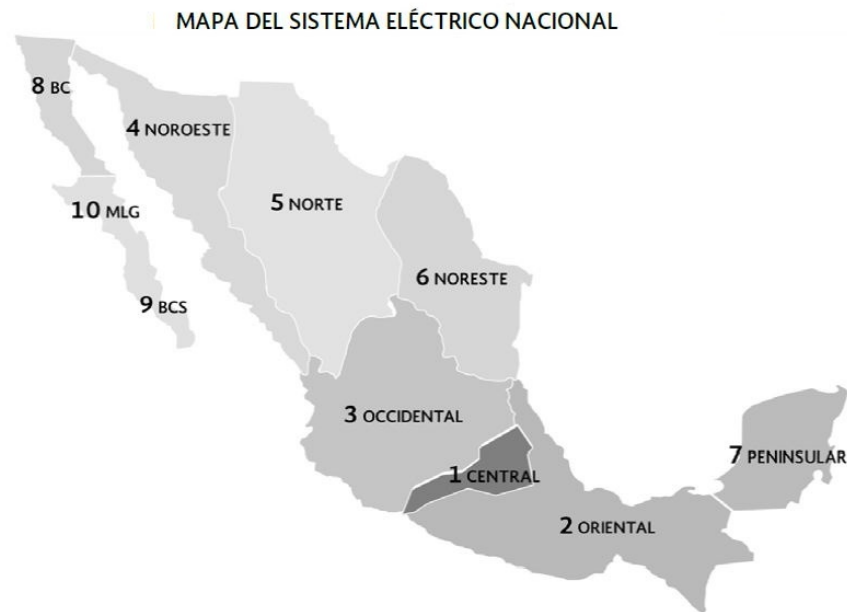 MAPA DEL SISTEMA ELÉCTRICO NACIONAL
8 BC
4 NOROESTE
5 NORTE
10 MLG
6 NORESTE
9 BCS
3 OCCIDENTAL
7 PENINSULAR
1 CENTRAL
2 ORIENTAL